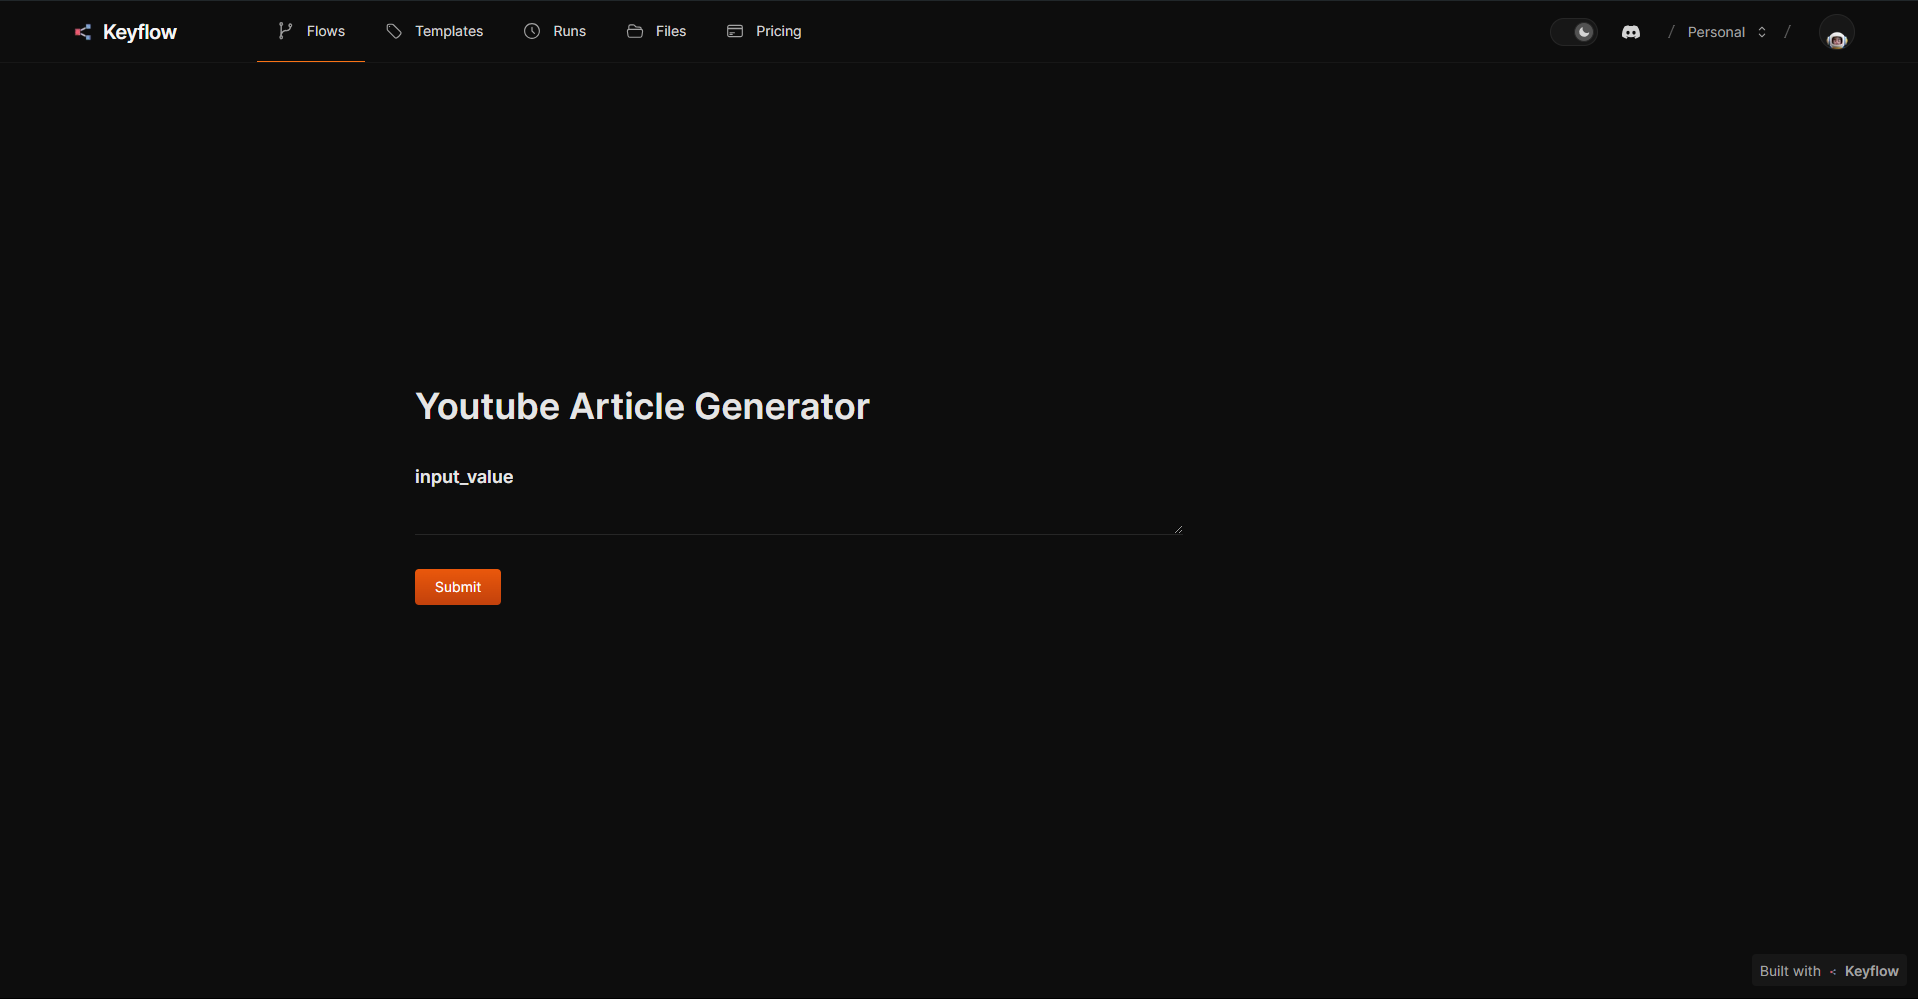 Keyflow Flows Templates Runs Files Pricing / Personal /
Youtube Article Generator
input_value
Submit
Built with < Keyflow